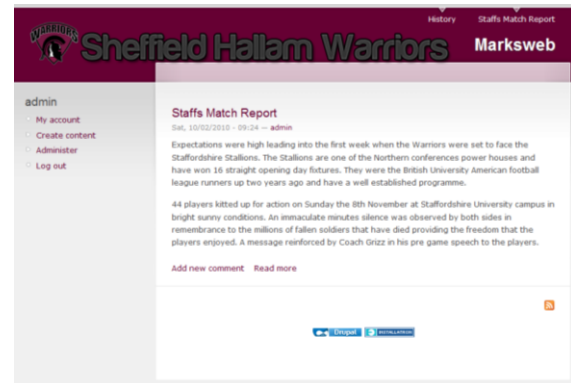 History Staffs Match Report
WARRIORS
Sheffield Hallam Warriors
Marksweb
admin
My account
Create content
Administer
Log out
Staffs Match Report
Sat, 10/02/2010 - 09:24 — admin
Expectations were high leading into the first week when the Warriors were set to face the
Staffordshire Stallions. The Stallions are one of the Northern conferences power houses and
have won 16 straight opening day fixtures. They were the British University American football
league runners up two years ago and have a well established programme.
44 players kitted up for action on Sunday the 8th November at Staffordshire University campus in
bright sunny conditions. An immaculate minutes silence was observed by both sides in
remembrance to the millions of fallen soldiers that have died providing the freedom that the
players enjoyed. A message reinforced by Coach Grizz in his pre game speech to the players.
Add new comment Read more
Drupal INSTALLATRON